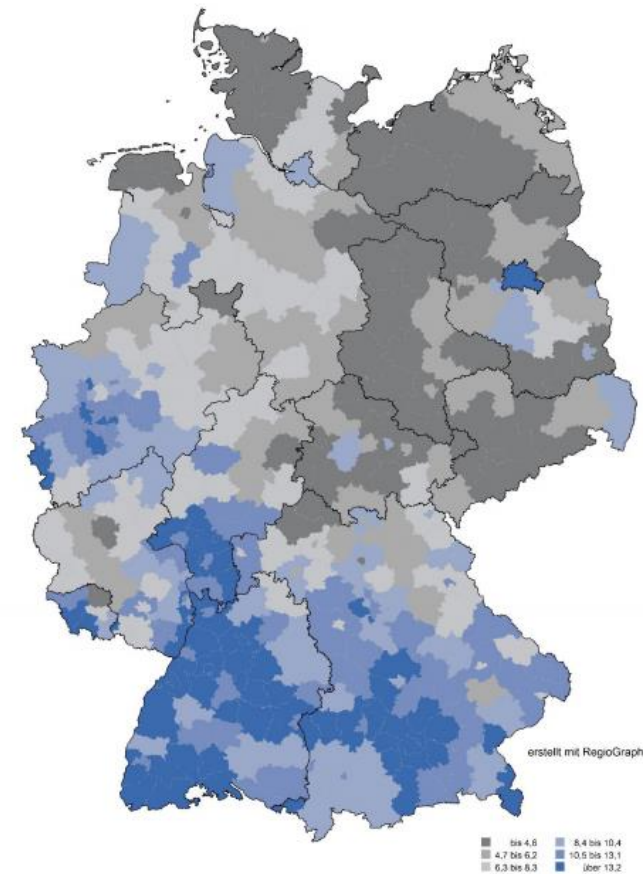 erstellt mit RegioGraph
bis 4,6
4,7 bis 6,2
6,3 bis 8,3
8,4 bis 10,4
10,5 bis 13,1
über 13,2